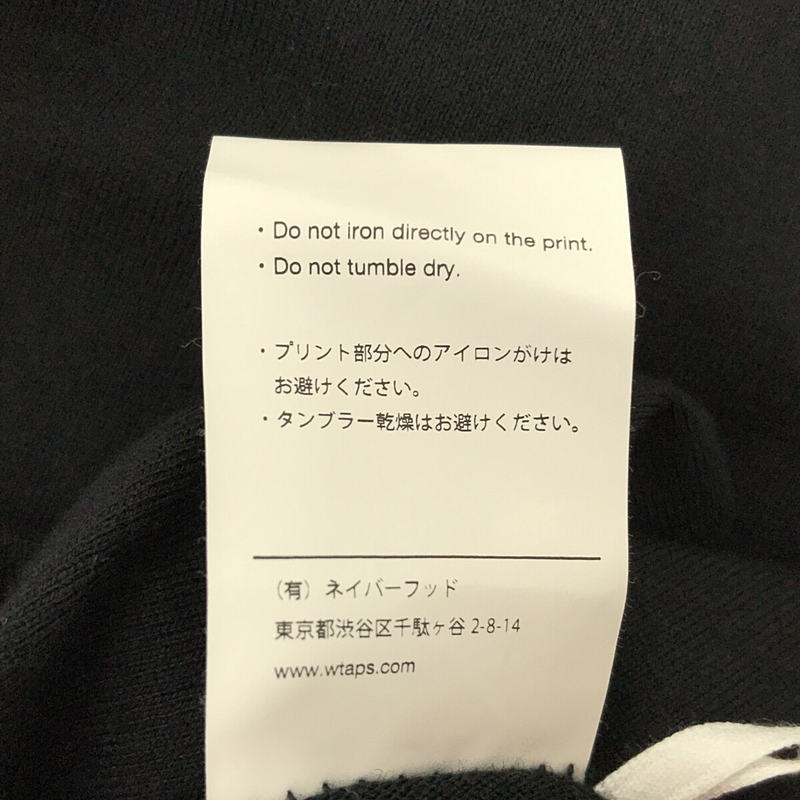 ・Do not iron directly on the print.
・Do not tumble dry.
・プリント部分へのアイロンがけは
お避けください。
・タンブラー乾燥はお避けください。
（有）ネイバーフッド
東京都渋谷区千駄ヶ谷 2-8-14
www.wtaps.com